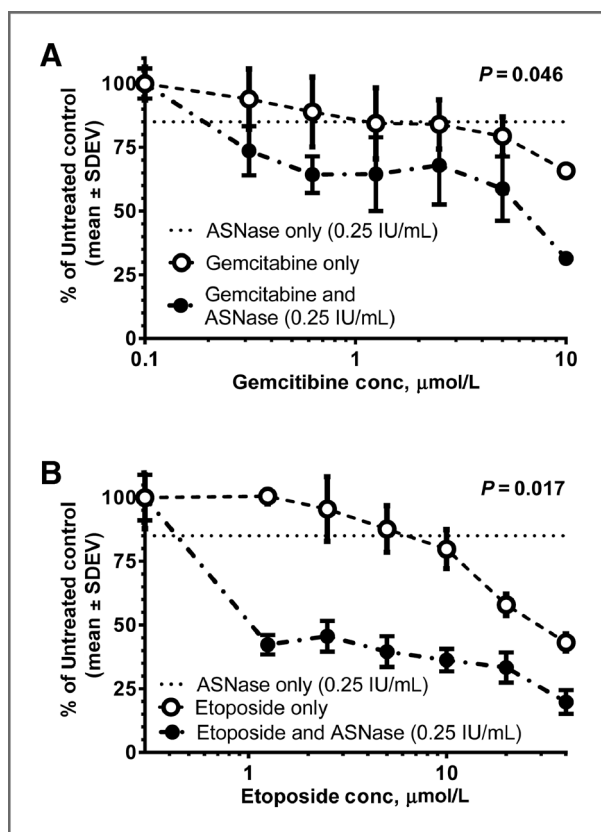 A
P = 0.046
100
75
50
25
0
% of Untreated control
(mean ± SDEV)
ASNase only (0.25 IU/mL)
Gemcitabine only
Gemcitabine and
ASNase (0.25 IU/mL)
0.1
1
10
Gemcitibine conc, μmol/L
B
P = 0.017
100
75
50
25
0
% of Untreated control
(mean ± SDEV)
ASNase only (0.25 IU/mL)
Etoposide only
Etoposide and ASNase (0.25 IU/mL)
1
10
Etoposide conc, μmol/L